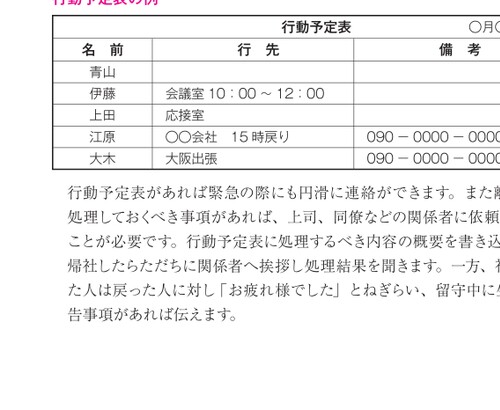 行動予定表の例
行動予定表 〇月〇
名 前 行 先 備 考
青山
伊藤 会議室 10：00 ～ 12：00
上田 応接室
江原 〇〇会社 15 時戻り 090 － 0000 － 0000
大木 大阪出張 090 － 0000 － 0000
行動予定表があれば緊急の際にも円滑に連絡ができます。また
処理しておくべき事項があれば、上司、同僚などの関係者に依頼
ことが必要です。行動予定表に処理するべき内容の概要を書き込
帰社したらただちに関係者へ挨拶し処理結果を聞きます。一方、
た人は戻った人に対し「お疲れ様でした」とねぎらい、留守中に
告事項があれば伝えます。